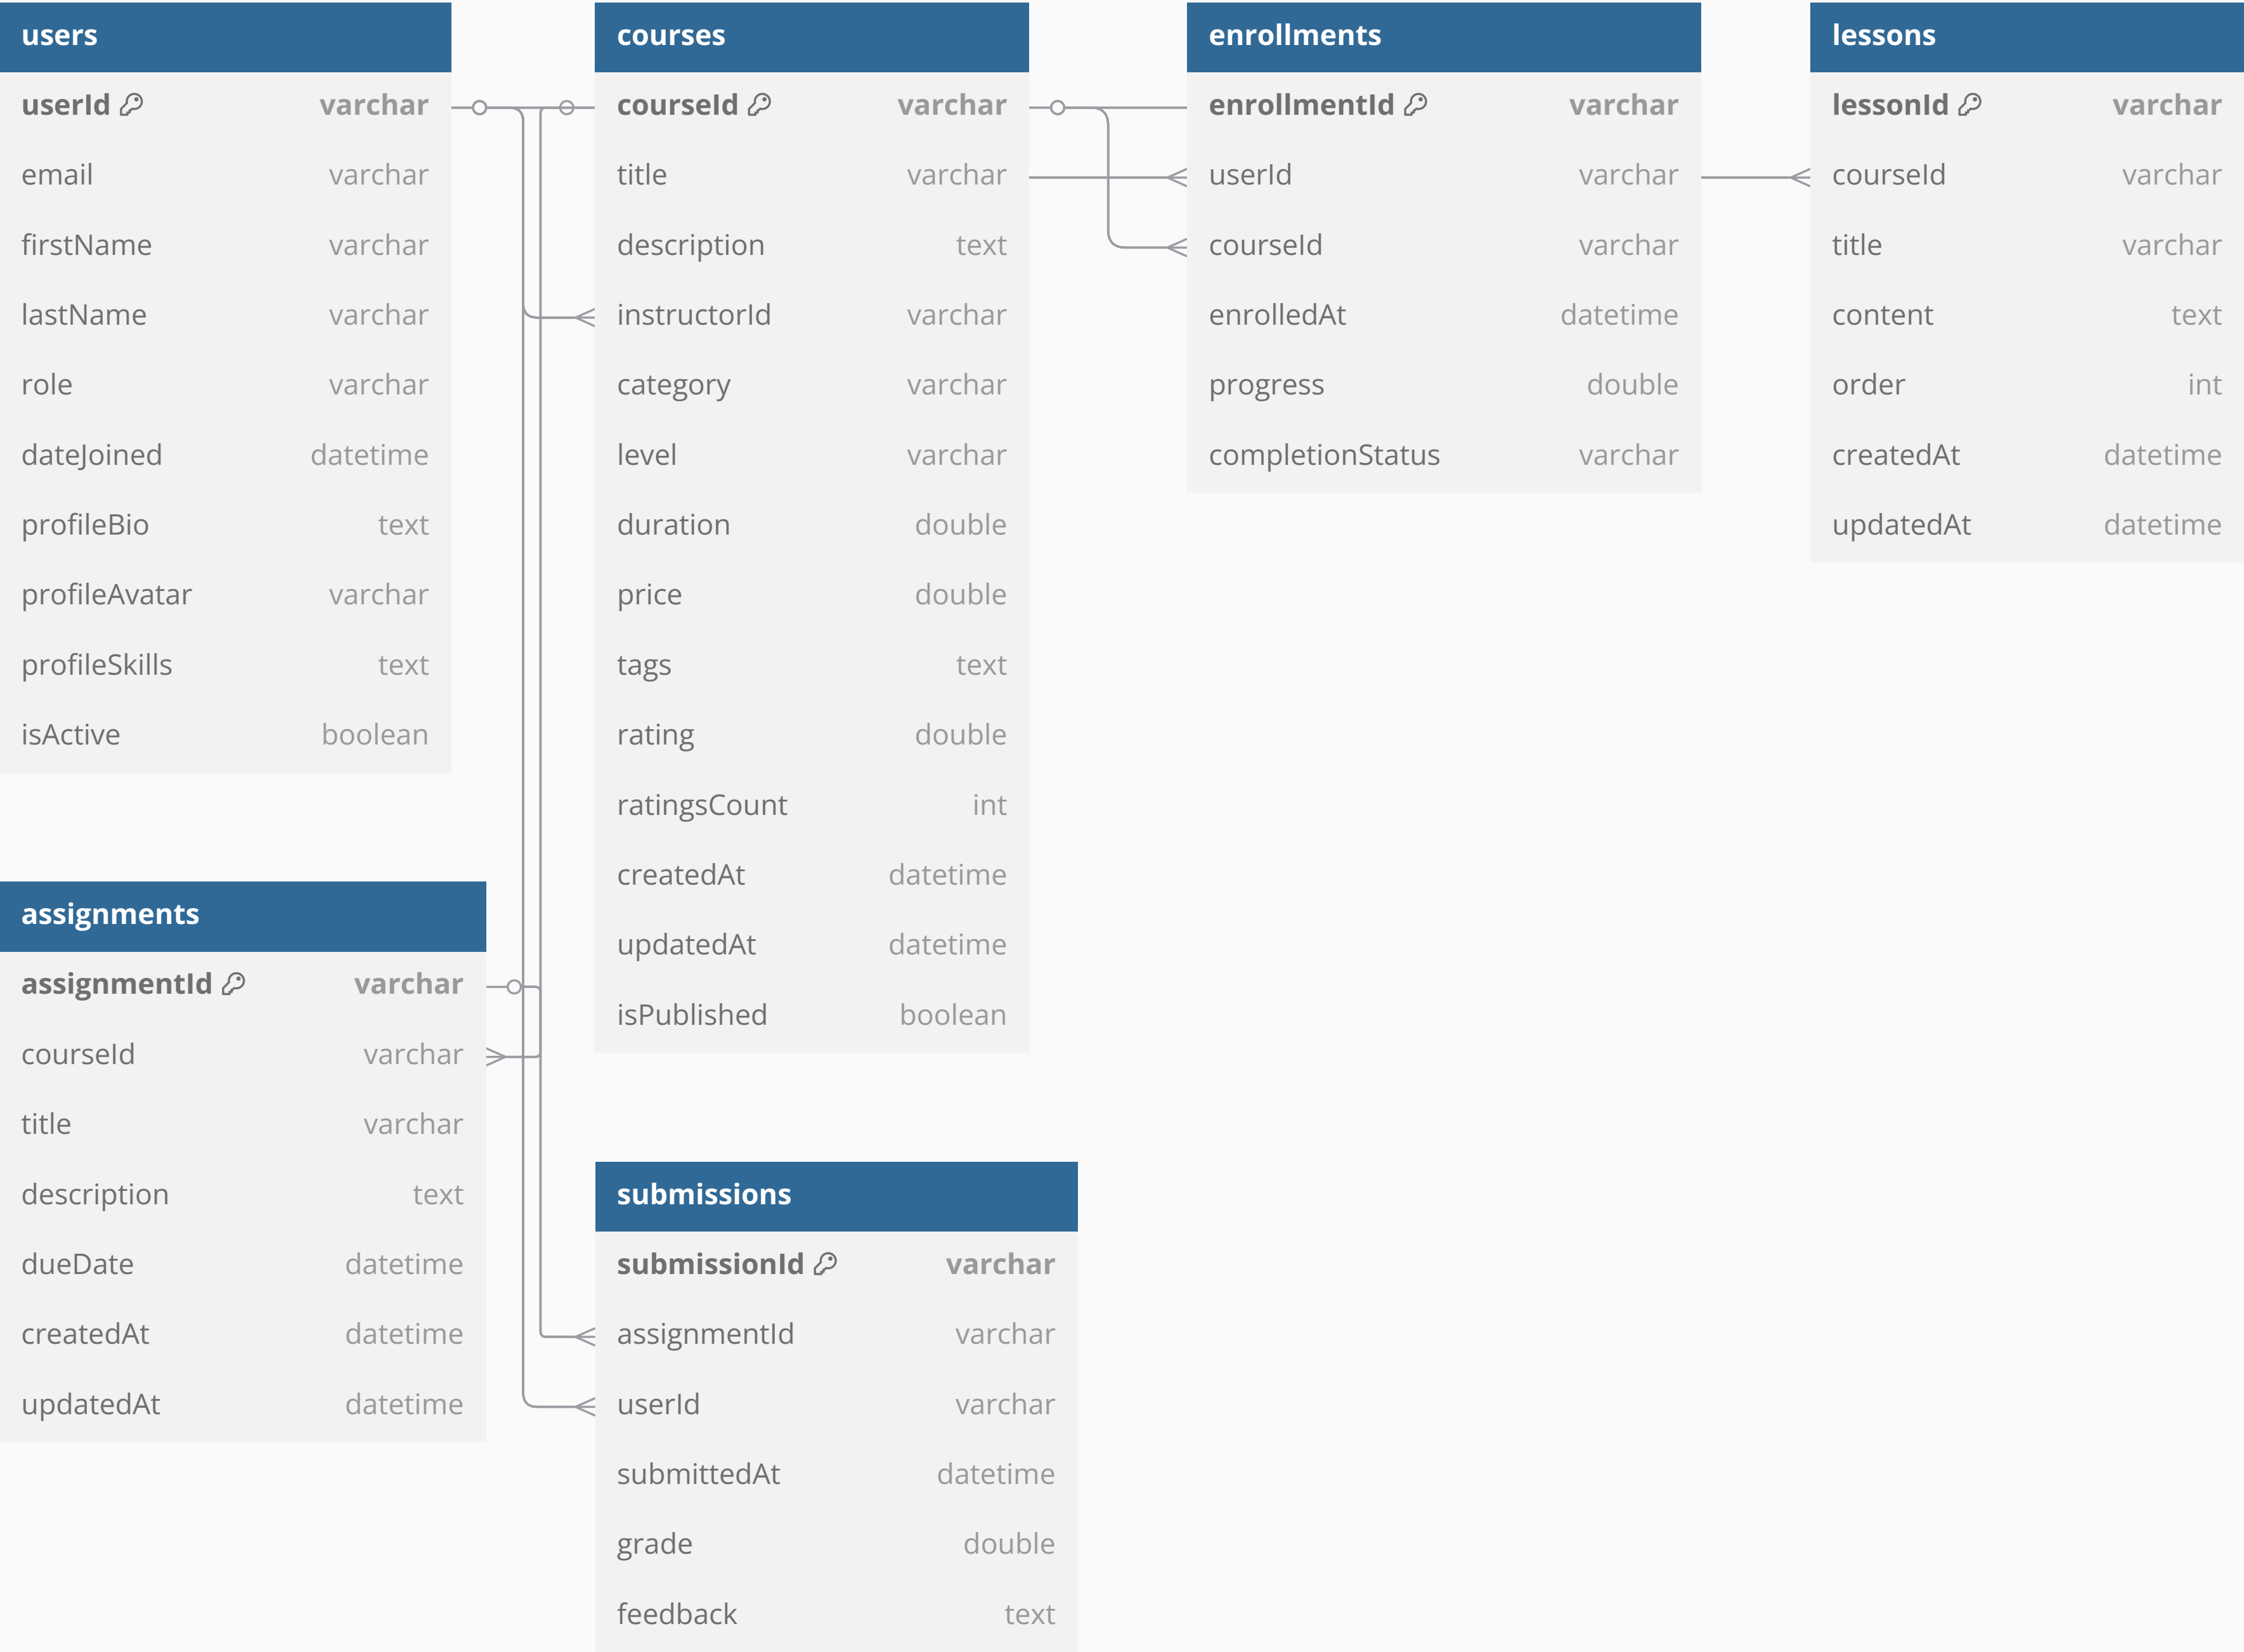 users
userId varchar
email varchar
firstName varchar
lastName varchar
role varchar
dateJoined datetime
profileBio text
profileAvatar varchar
profileSkills text
isActive boolean
courses
courseId varchar
title varchar
description text
instructorId varchar
category varchar
level varchar
duration double
price double
tags text
rating double
ratingsCount int
createdAt datetime
updatedAt datetime
isPublished boolean
enrollments
enrollmentId varchar
userId varchar
courseId varchar
enrolledAt datetime
progress double
completionStatus varchar
lessons
lessonId varchar
courseId varchar
title varchar
content text
order int
createdAt datetime
updatedAt datetime
assignments
assignmentId varchar
courseId varchar
title varchar
description text
dueDate datetime
createdAt datetime
updatedAt datetime
submissions
submissionId varchar
assignmentId varchar
userId varchar
submittedAt datetime
grade double
feedback text